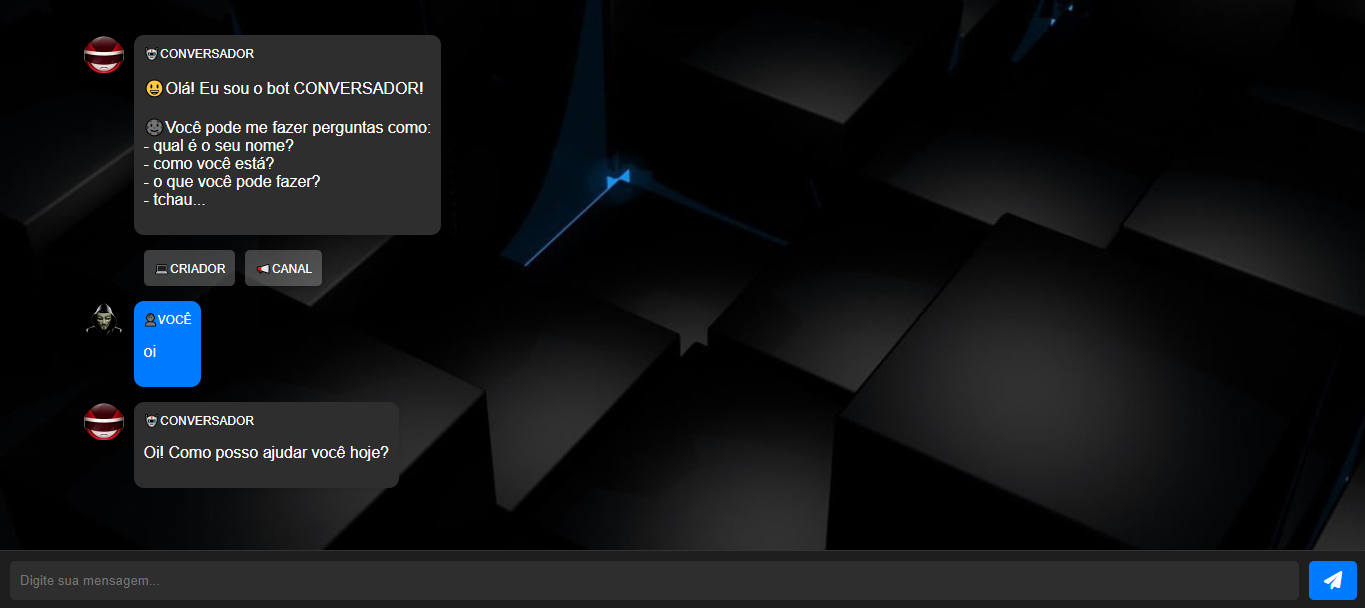 CONVERSADOR
😃Olá! Eu sou o bot CONVERSADOR!
🌚Você pode me fazer perguntas como:
- qual é o seu nome?
- como você está?
- o que você pode fazer?
- tchau...
💻CRIADOR 📢CANAL
VOCÊ
oi
CONVERSADOR
Oi! Como posso ajudar você hoje?
Digite sua mensagem...